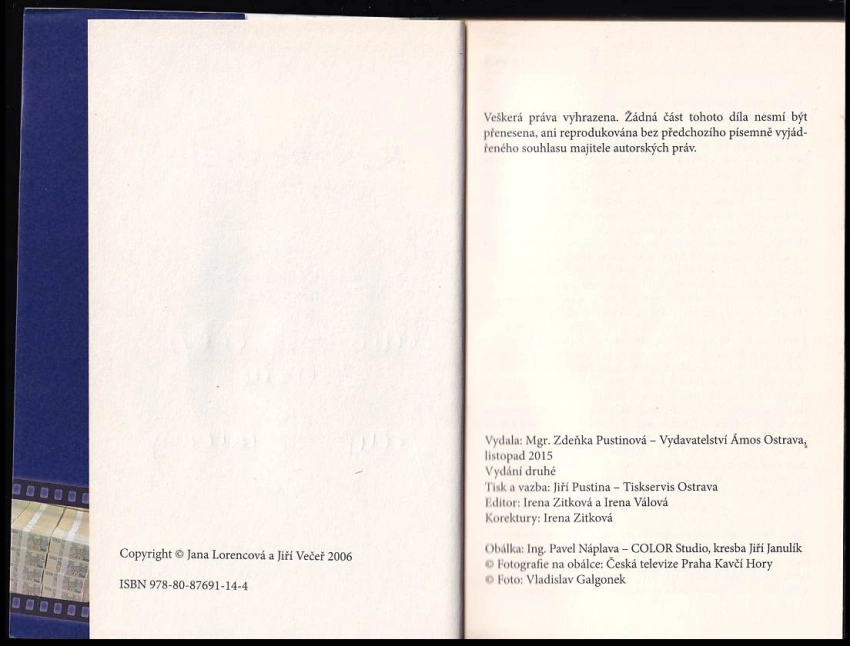 Copyright © Jana Lorencová a Jiří Večeř 2006
ISBN 978-80-87691-14-4
Veškerá práva vyhrazena. Žádná část tohoto díla nesmí být
přenesena, ani reprodukována bez předchozího písemně vyjád-
řeného souhlasu majitele autorských práv.
Vydala: Mgr. Zdeňka Pustinová – Vydavatelství Ámos Ostrava,
listopad 2015
Vydání druhé
Tisk a vazba: Jiří Pustina – Tiskservis Ostrava
Editor: Irena Zitková a Irena Válová
Korektury: Irena Zitková
Obálka: Ing. Pavel Náplava – COLOR Studio, kresba Jiří Janulík
© Fotografie na obálce: Česká televize Praha Kavčí Hory
© Foto: Vladislav Galgonek